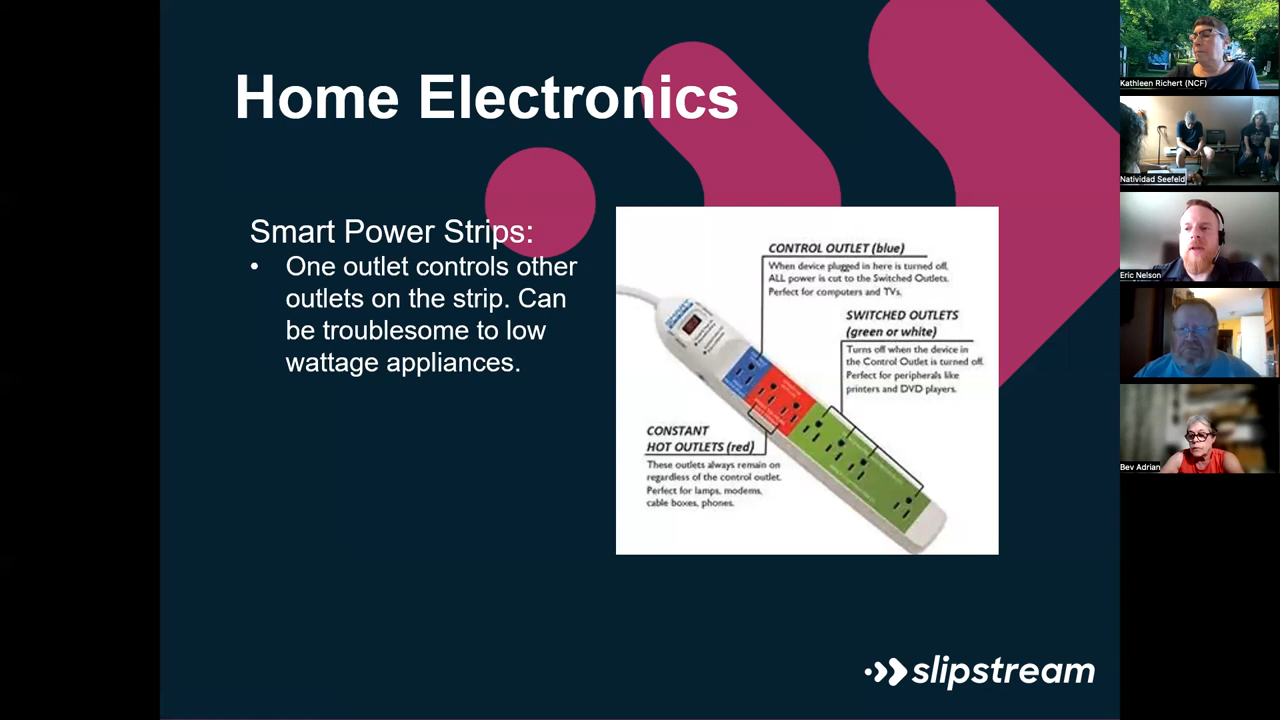 Home Electronics
Smart Power Strips:
• One outlet controls other
outlets on the strip. Can
be troublesome to low
wattage appliances.
CONTROL OUTLET (blue)
When device plugged in here is turned off,
ALL power is cut to the Switched Outlets.
Perfect for computers and TVs.
SWITCHED OUTLETS
(green or white)
Turns off when the device in
the Control Outlet is turned off.
Perfect for peripherals like
printers and DVD players.
CONSTANT
HOT OUTLETS (red)
These outlets always remain on
regardless of the control outlet.
Perfect for lamps, modems,
cable boxes, phones.
slipstream
Kathleen Richert (NCF)
Natividad Seefeld
Eric Nelson
Bev Adrian